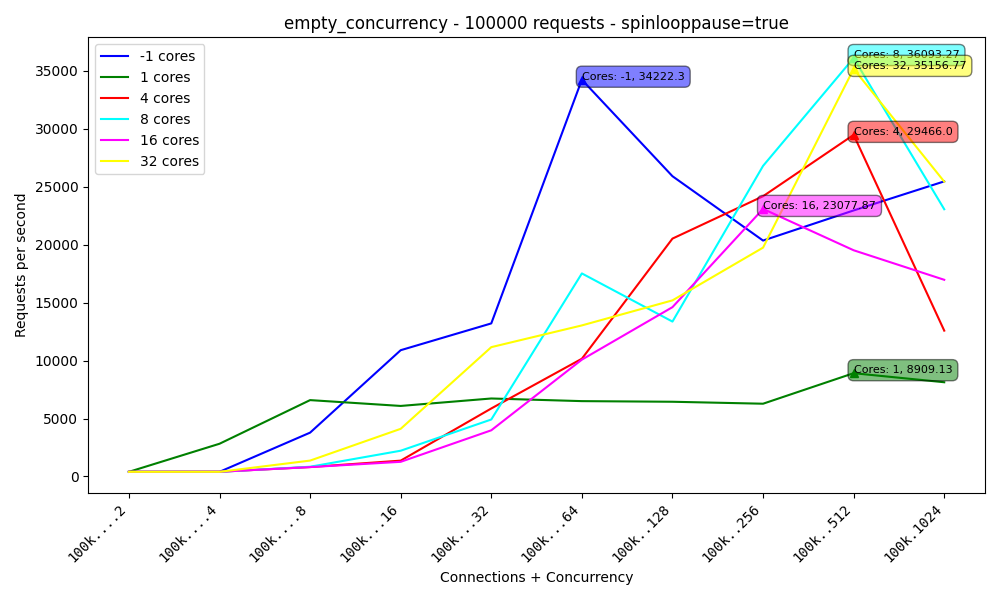 empty_concurrency - 100000 requests - spinlooppause=true
-1 cores
1 cores
4 cores
8 cores
16 cores
32 cores
Cores: -1, 34222.3
Cores: 8, 36093.27
Cores: 32, 35156.77
Cores: 4, 29466.0
Cores: 16, 23077.87
Cores: 1, 8909.13
Requests per second
35000
30000
25000
20000
15000
10000
5000
0
100k....2
100k....4
100k....8
100k...16
100k...32
100k...64
100k..128
100k..256
100k..512
100k.1024
Connections + Concurrency